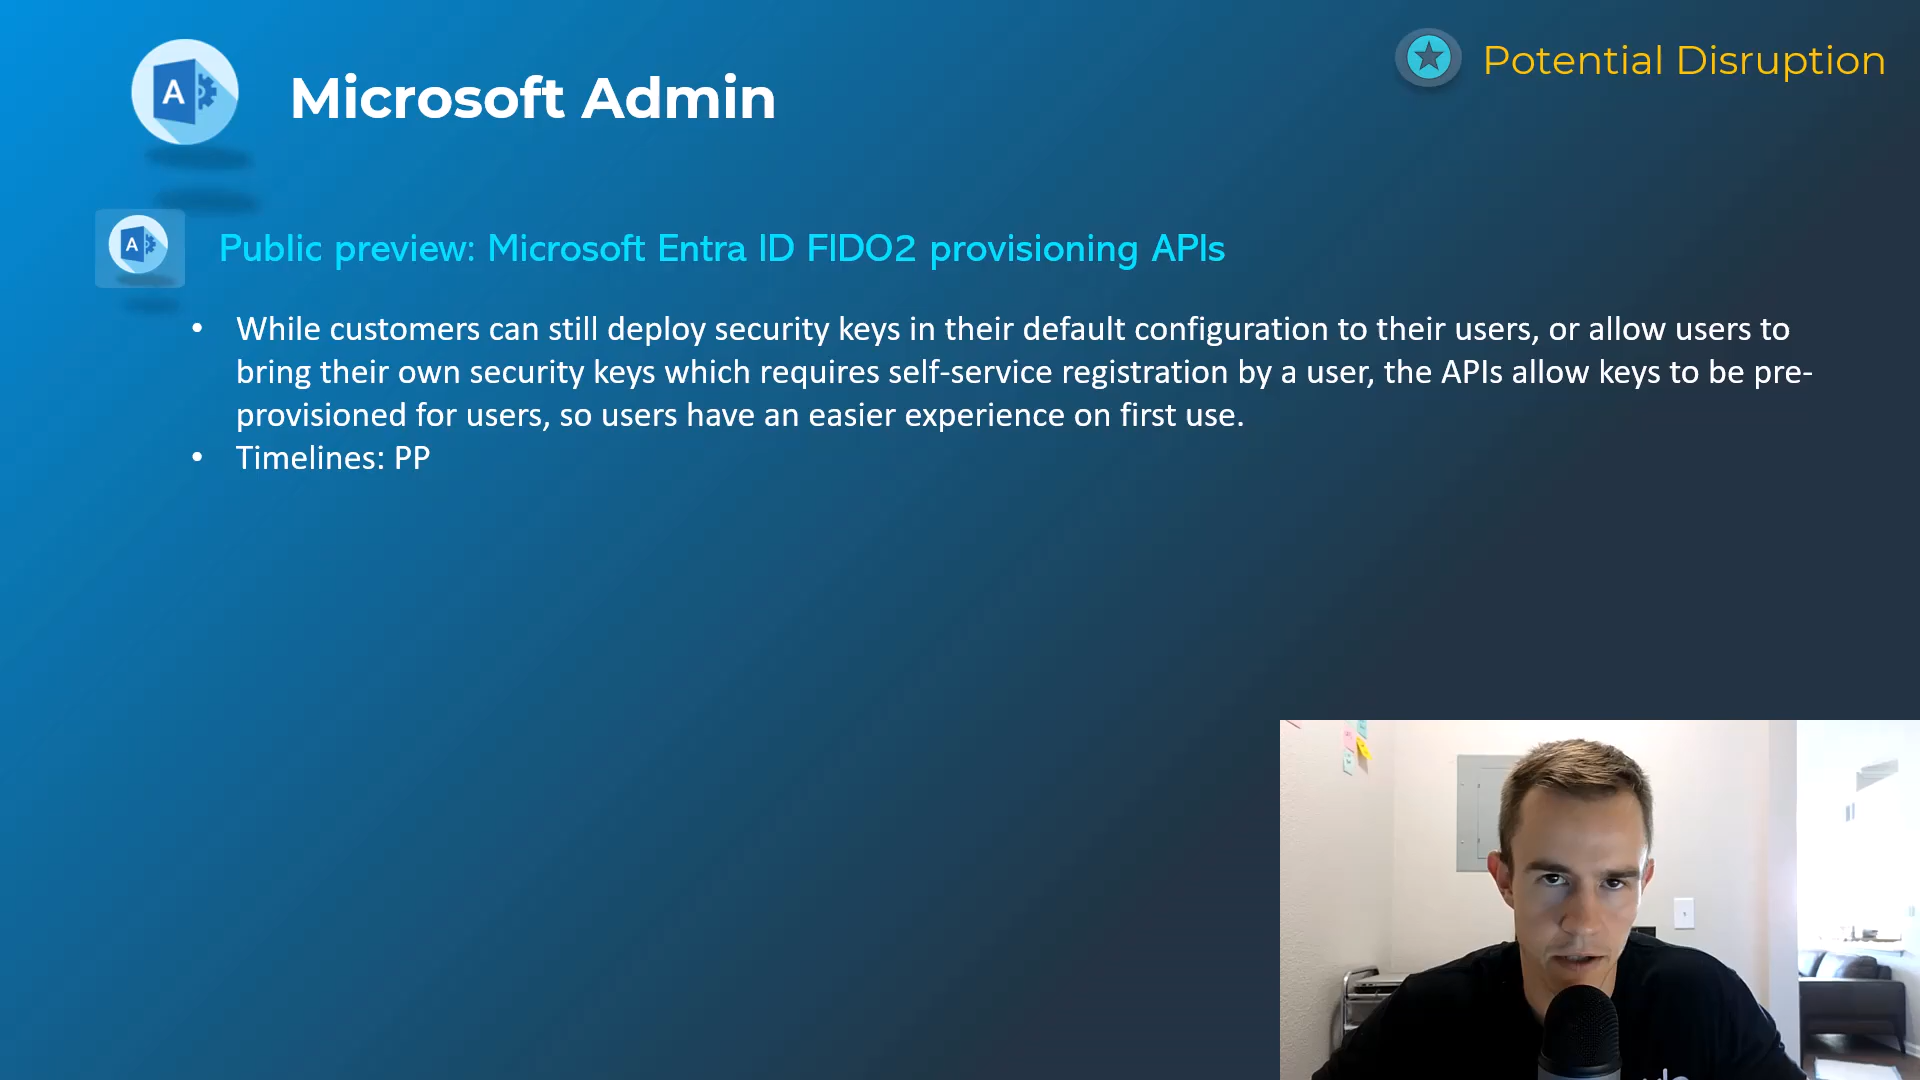 A
Microsoft Admin
Potential Disruption
A
Public preview: Microsoft Entra ID FIDO2 provisioning APIs
• While customers can still deploy security keys in their default configuration to their users, or allow users to
bring their own security keys which requires self-service registration by a user, the APIs allow keys to be pre-
provisioned for users, so users have an easier experience on first use.
• Timelines: PP